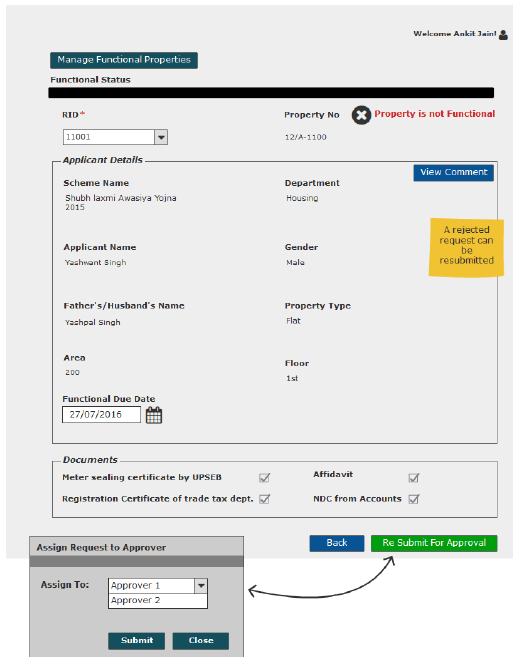 Welcome Ankit Jain!
Manage Functional Properties
Functional Status
RID*
Property No
Property is not Functional
11001
12/A-1100
Applicant Details
View Comment
Scheme Name
Department
Shubh laxmi Awasiya Yojna
2015
Housing
A rejected
request can
be
resubmitted
Applicant Name
Gender
Yashwant Singh
Male
Father's/Husband's Name
Property Type
Yashpal Singh
Flat
Area
Floor
200
1st
Functional Due Date
27/07/2016
Documents
Meter sealing certificate by UPSEB
Affidavit
Registration Certificate of trade tax dept.
NDC from Accounts
Back
Re Submit For Approval
Assign Request to Approver
Assign To:
Approver 1
Approver 2
Submit
Close